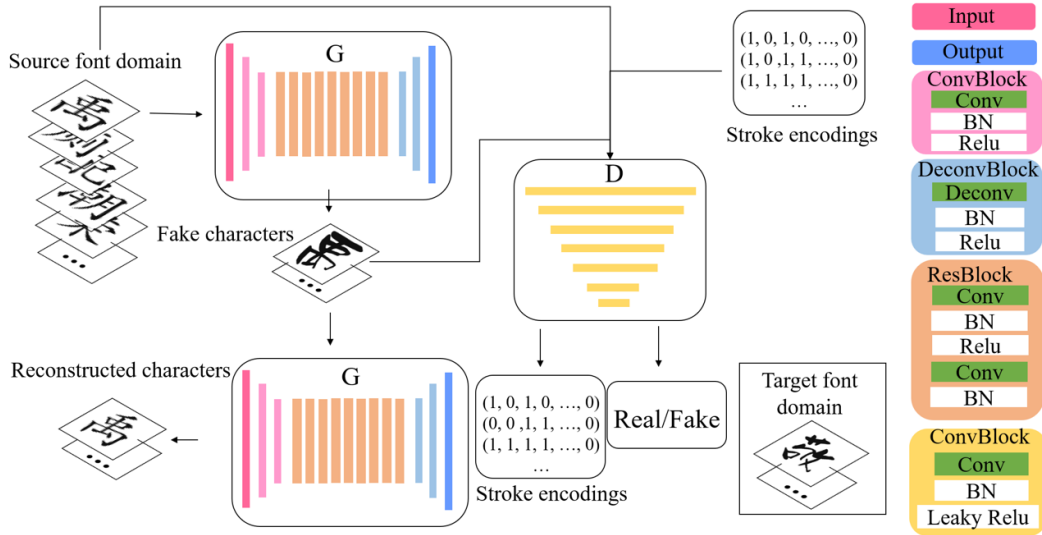 Source font domain
禹
G
(1, 0, 1, 0, …, 0)
(1, 0 ,1, 1, …, 0)
(1, 1, 1, 1, …, 0)
…
Stroke encodings
Fake characters
D
Reconstructed characters
禹
G
(1, 0, 1, 0, …, 0)
(0, 0 ,1, 1, …, 0)
(1, 1, 1, 1, …, 0)
…
Stroke encodings
Real/Fake
Target font
domain
Input
Output
ConvBlock
Conv
BN
Relu
DeconvBlock
Deconv
BN
Relu
ResBlock
Conv
BN
Relu
Conv
BN
ConvBlock
Conv
BN
Leaky Relu